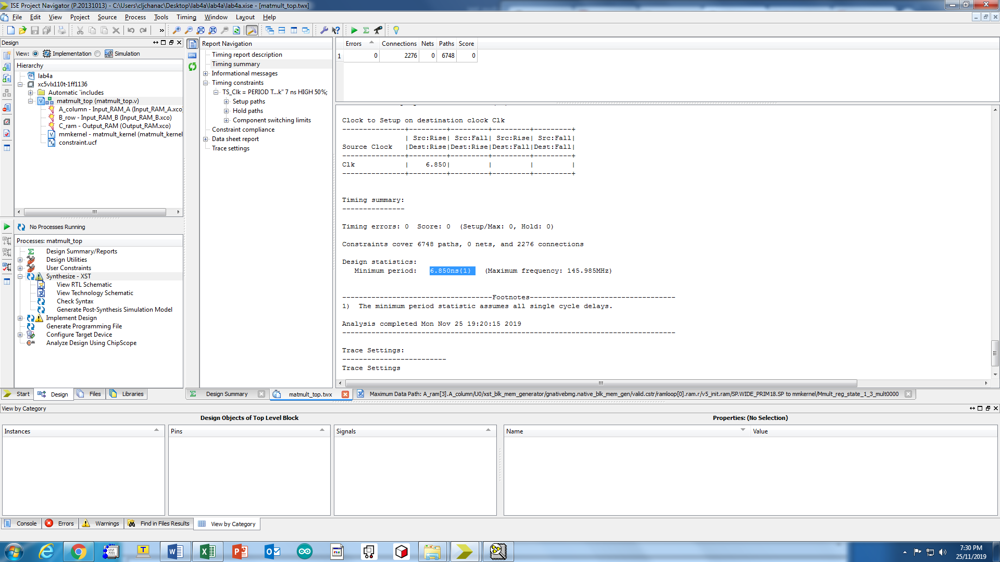 ISE Project Navigator (P.20131013) - C:\Users\cljchanac\Desktop\lab4a\lab4a\lab4a.xise - [matmult_top.twx]
File Edit View Project Source Process Tools Timing Window Layout Help
Design
View: Implementation Simulation
Hierarchy
lab4a
xc5vlx110t-1ff1136
Automatic `includes
matmult_top (matmult_top.v)
A_column - Input_RAM_A (Input_RAM_A.xco)
B_row - Input_RAM_B (Input_RAM_B.xco)
C_ram - Output_RAM (Output_RAM.xco)
mmkernel - matmult_kernel (matmult_kernel
constraint.ucf
No Processes Running
Processes: matmult_top
Design Summary/Reports
Design Utilities
User Constraints
Synthesize - XST
View RTL Schematic
View Technology Schematic
Check Syntax
Generate Post-Synthesis Simulation Model
Implement Design
Generate Programming File
Configure Target Device
Analyze Design Using ChipScope
Start Design Files Libraries
Report Navigation
Timing report description
Timing summary
Informational messages
Timing constraints
TS_Clk = PERIOD T...k" 7 ns HIGH 50%;
Setup paths
Hold paths
Component switching limits
Constraint compliance
Data sheet report
Trace settings
Errors Connections Nets Paths Score
1 0 2276 0 6748 0
Clock to Setup on destination clock Clk
---------------+---------+---------+---------+---------+
| Src:Rise| Src:Fall| Src:Rise| Src:Fall|
Source Clock |Dest:Rise|Dest:Rise|Dest:Fall|Dest:Fall|
---------------+---------+---------+---------+---------+
Clk | 6.850| | | |
---------------+---------+---------+---------+---------+
Timing summary:
---------------
Timing errors: 0 Score: 0 (Setup/Max: 0, Hold: 0)
Constraints cover 6748 paths, 0 nets, and 2276 connections
Design statistics:
Minimum period: 6.850ns{1} (Maximum frequency: 145.985MHz)
------------------------------------Footnotes-----------------------------------
1) The minimum period statistic assumes all single cycle delays.
Analysis completed Mon Nov 25 19:20:15 2019
--------------------------------------------------------------------------------
Trace Settings:
-------------------------
Trace Settings
Design Summary matmult_top.twx Maximum Data Path: A_ram[3].A_column/U0/xst_blk_mem_generator/gnativebmg.native_blk_mem_gen/valid.cstr/ramloop[0].ram.r/v5_init.ram/SP.WIDE_PRIM18.SP to mmkernel/Mmult_reg_state_1_3_mult0000
View by Category
Design Objects of Top Level Block
Properties: (No Selection)
Instances Pins Signals Name Value
Console Errors Warnings Find in Files Results View by Category
7:30 PM
25/11/2019